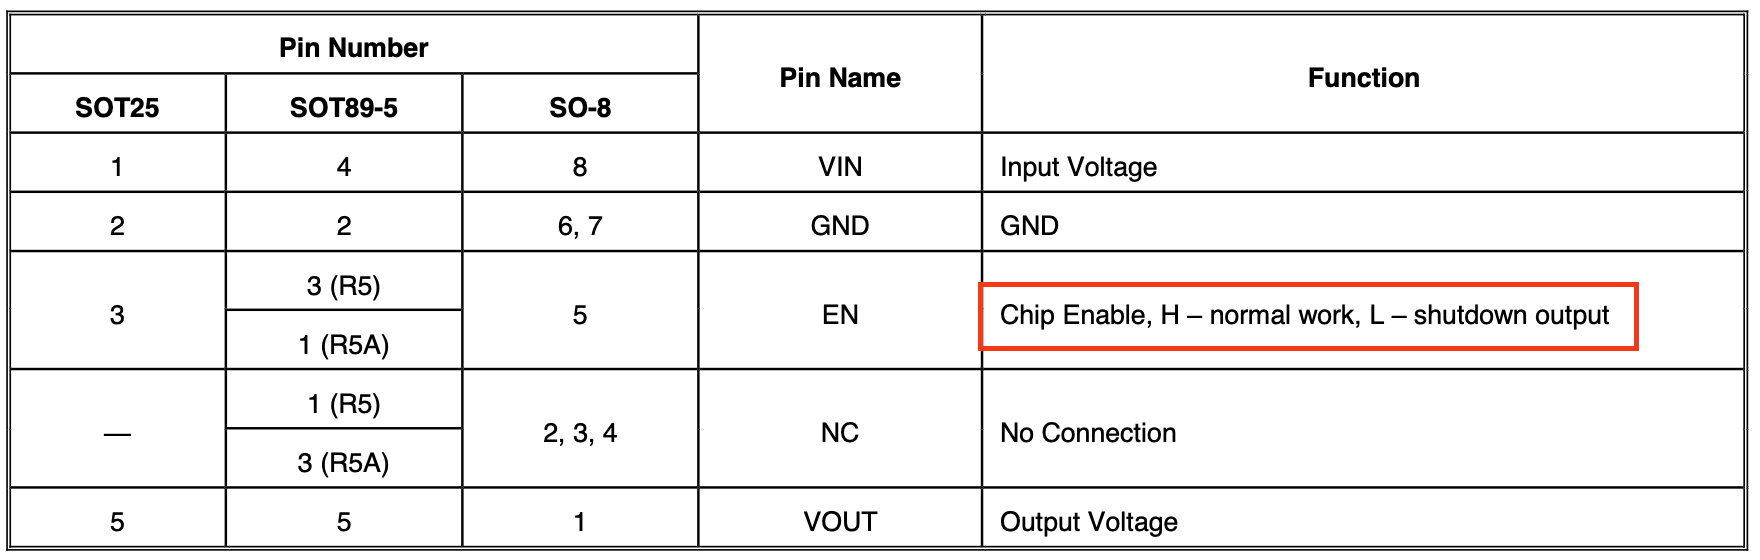 Pin Number
Pin Name
Function
SOT25 SOT89-5 SO-8
1 4 8 VIN Input Voltage
2 2 6, 7 GND GND
3 3 (R5) 5 EN Chip Enable, H – normal work, L – shutdown output
1 (R5A)
— 1 (R5) 2, 3, 4 NC No Connection
3 (R5A)
5 5 1 VOUT Output Voltage